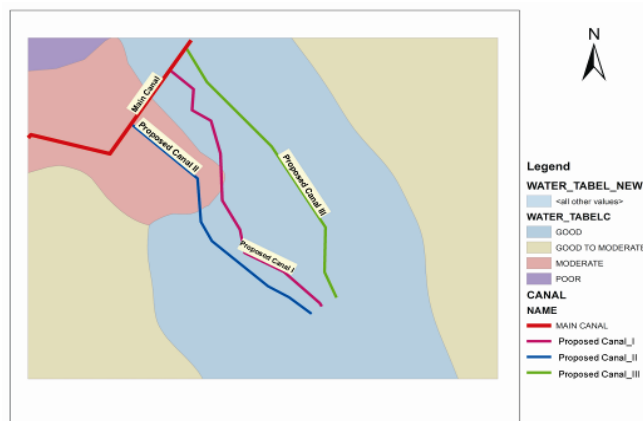 Main Canal
Proposed Canal II
Proposed Canal III
Proposed Canal I
N
Legend
WATER_TABEL_NEW
<all other values>
WATER_TABELC
GOOD
GOOD TO MODERATE
MODERATE
POOR
CANAL
NAME
MAIN CANAL
Proposed Canal_I
Proposed Canal_II
Proposed Canal_III